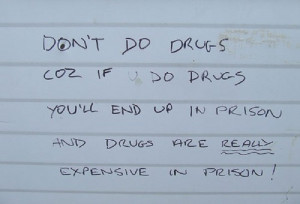 DON'T DO DRUGS
COZ IF U DO DRUGS
YOU'LL END UP IN PRISON
AND DRUGS ARE REALLY
EXPENSIVE IN PRISON!